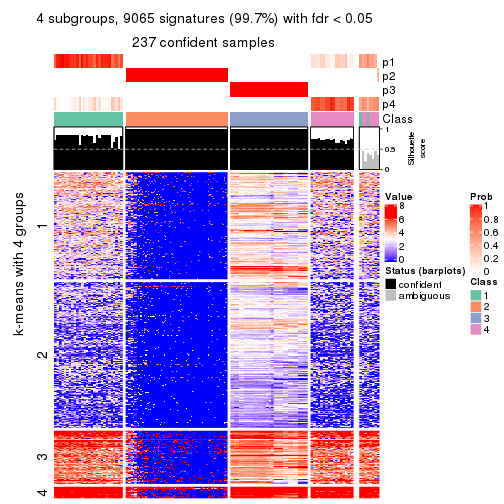 4 subgroups, 9065 signatures (99.7%) with fdr < 0.05
237 confident samples
p1
p2
p3
p4
Class
1
0.5
0
Silhouette
score
k-means with 4 groups
1
2
3
4
Value
8
6
4
2
0
Status (barplots)
confident
ambiguous
Prob
1
0.8
0.6
0.4
0.2
0
Class
1
2
3
4